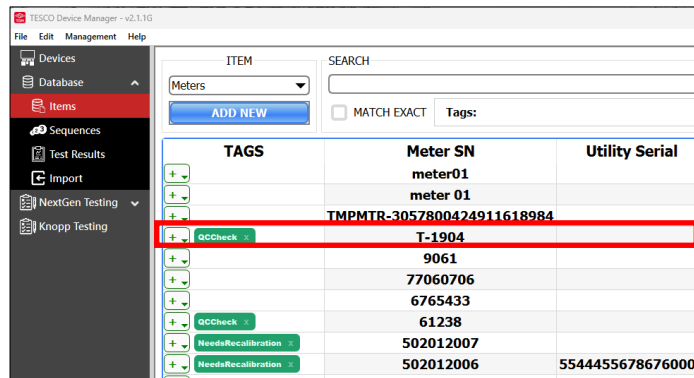 TESCO Device Manager - v2.1.1G
File Edit Management Help
Devices
Database
Items
Sequences
Test Results
Import
NextGen Testing
Knopp Testing
ITEM
Meters
ADD NEW
SEARCH
MATCH EXACT Tags:
TAGS Meter SN Utility Serial
+ meter01
+ meter 01
+ TMPMTR-3057800424911618984
+ QCCheck x T-1904
+ 9061
+ 77060706
+ 6765433
+ QCCheck x 61238
+ NeedsRecalibration x 502012007
+ NeedsRecalibration x 502012006 5544455678676000